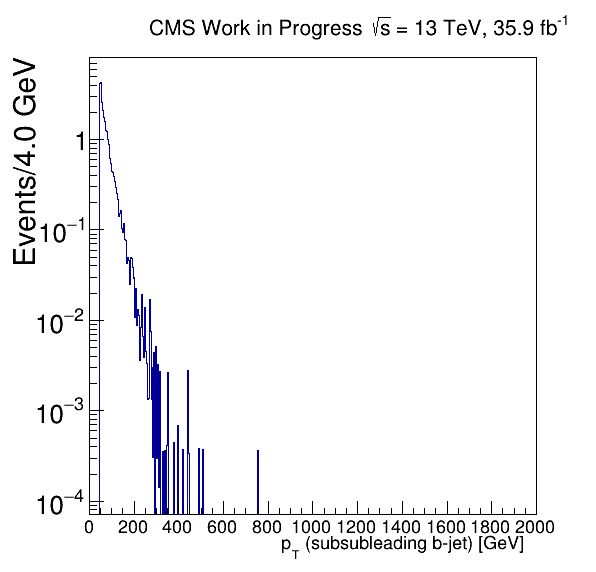 CMS Work in Progress √s = 13 TeV, 35.9 fb⁻¹
Events/4.0 GeV
1
10⁻¹
10⁻²
10⁻³
10⁻⁴
0 200 400 600 800 1000 1200 1400 1600 1800 2000
p_T (subsubleading b-jet) [GeV]